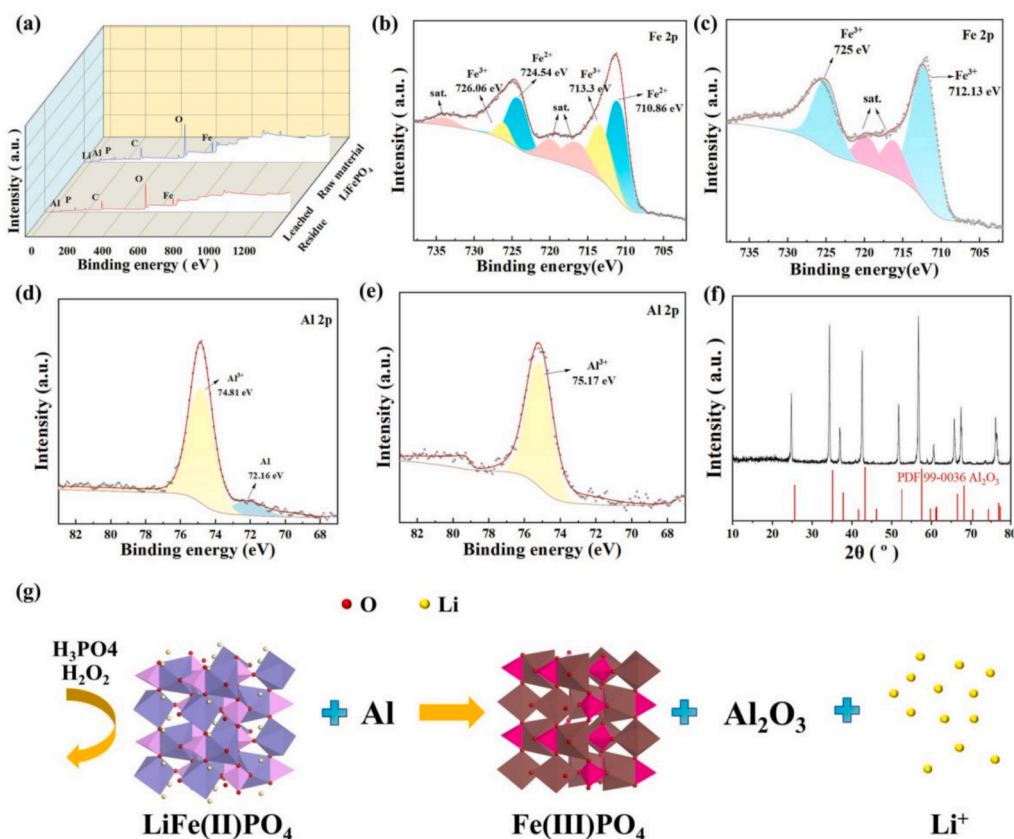 (a)
Intensity (a.u.)
Li Al P C O Fe
Al P C O Fe
Raw material
LiFePO4
Leached
Residue
0 200 400 600 800 1000 1200
Binding energy ( eV)
(b)
Fe 2p
Intensity ( a.u.)
sat.
Fe3+
726.06 eV
Fe2+
724.54 eV
sat.
Fe3+
713.3 eV
Fe2+
710.86 eV
735 730 725 720 715 710 705
Binding energy(eV)
(c)
Fe 2p
Intensity ( a.u.)
Fe3+
725 eV
sat.
Fe3+
712.13 eV
735 730 725 720 715 710 705
Binding energy(eV)
(d)
Al 2p
Intensity (a.u.)
Al3+
74.81 eV
Al
72.16 eV
82 80 78 76 74 72 70 68
Binding energy (eV)
(e)
Al 2p
Intensity (a.u.)
Al3+
75.17 eV
82 80 78 76 74 72 70 68
Binding energy (eV)
(f)
Intensity (a.u.)
PDF 99-0036 Al2O3
10 20 30 40 50 60 70 80
2θ ( º )
(g)
O Li
H3PO4
H2O2
Al
Al2O3
LiFe(II)PO4
Fe(III)PO4
Li+